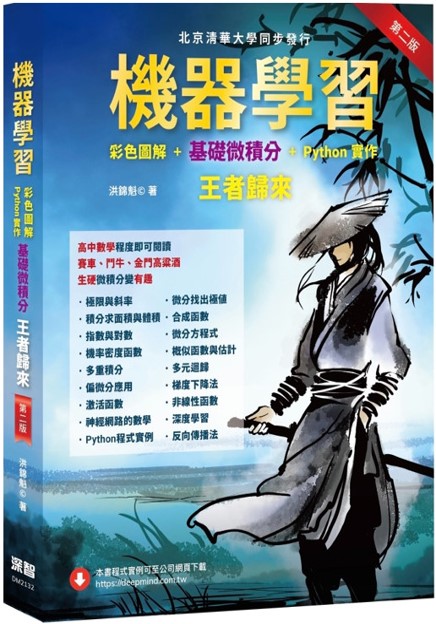 北京清華大學同步發行
第二版
機器學習
彩色圖解 + 基礎微積分 + Python 實作
王者歸來
洪錦魁© 著
高中數學程度即可閱讀
賽車、鬥牛、金門高粱酒
生硬微積分變有趣
· 極限與斜率
· 積分求面積與體積
· 指數與對數
· 機率密度函數
· 多重積分
· 偏微分應用
· 激活函數
· 神經網路的數學
· Python程式實例
· 微分找出極值
· 合成函數
· 微分方程式
· 概似函數與估計
· 多元迴歸
· 梯度下降法
· 非線性函數
· 深度學習
· 反向傳播法
本書程式實例可至公司網頁下載
https://deepmind.com.tw
機器學習
彩色圖解
Python實作
基礎微積分
王者歸來
第二版
洪錦魁© 著
深智
DM2132